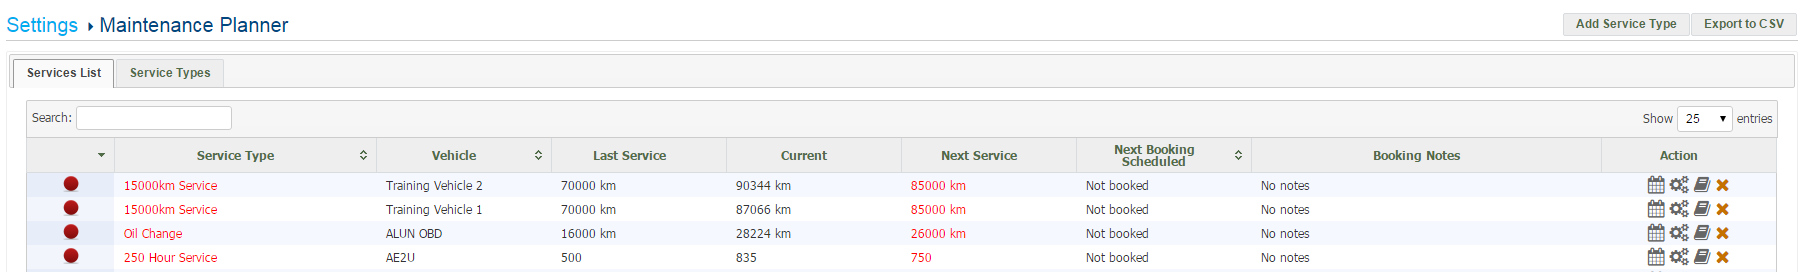 Settings Maintenance Planner Add Service Type Export to CSV
Services List Service Types
Search: Show 25 entries
Service Type Vehicle Last Service Current Next Service Next Booking Scheduled Booking Notes Action
15000km Service Training Vehicle 2 70000 km 90344 km 85000 km Not booked No notes
15000km Service Training Vehicle 1 70000 km 87066 km 85000 km Not booked No notes
Oil Change ALUN OBD 16000 km 28224 km 26000 km Not booked No notes
250 Hour Service AE2U 500 835 750 Not booked No notes